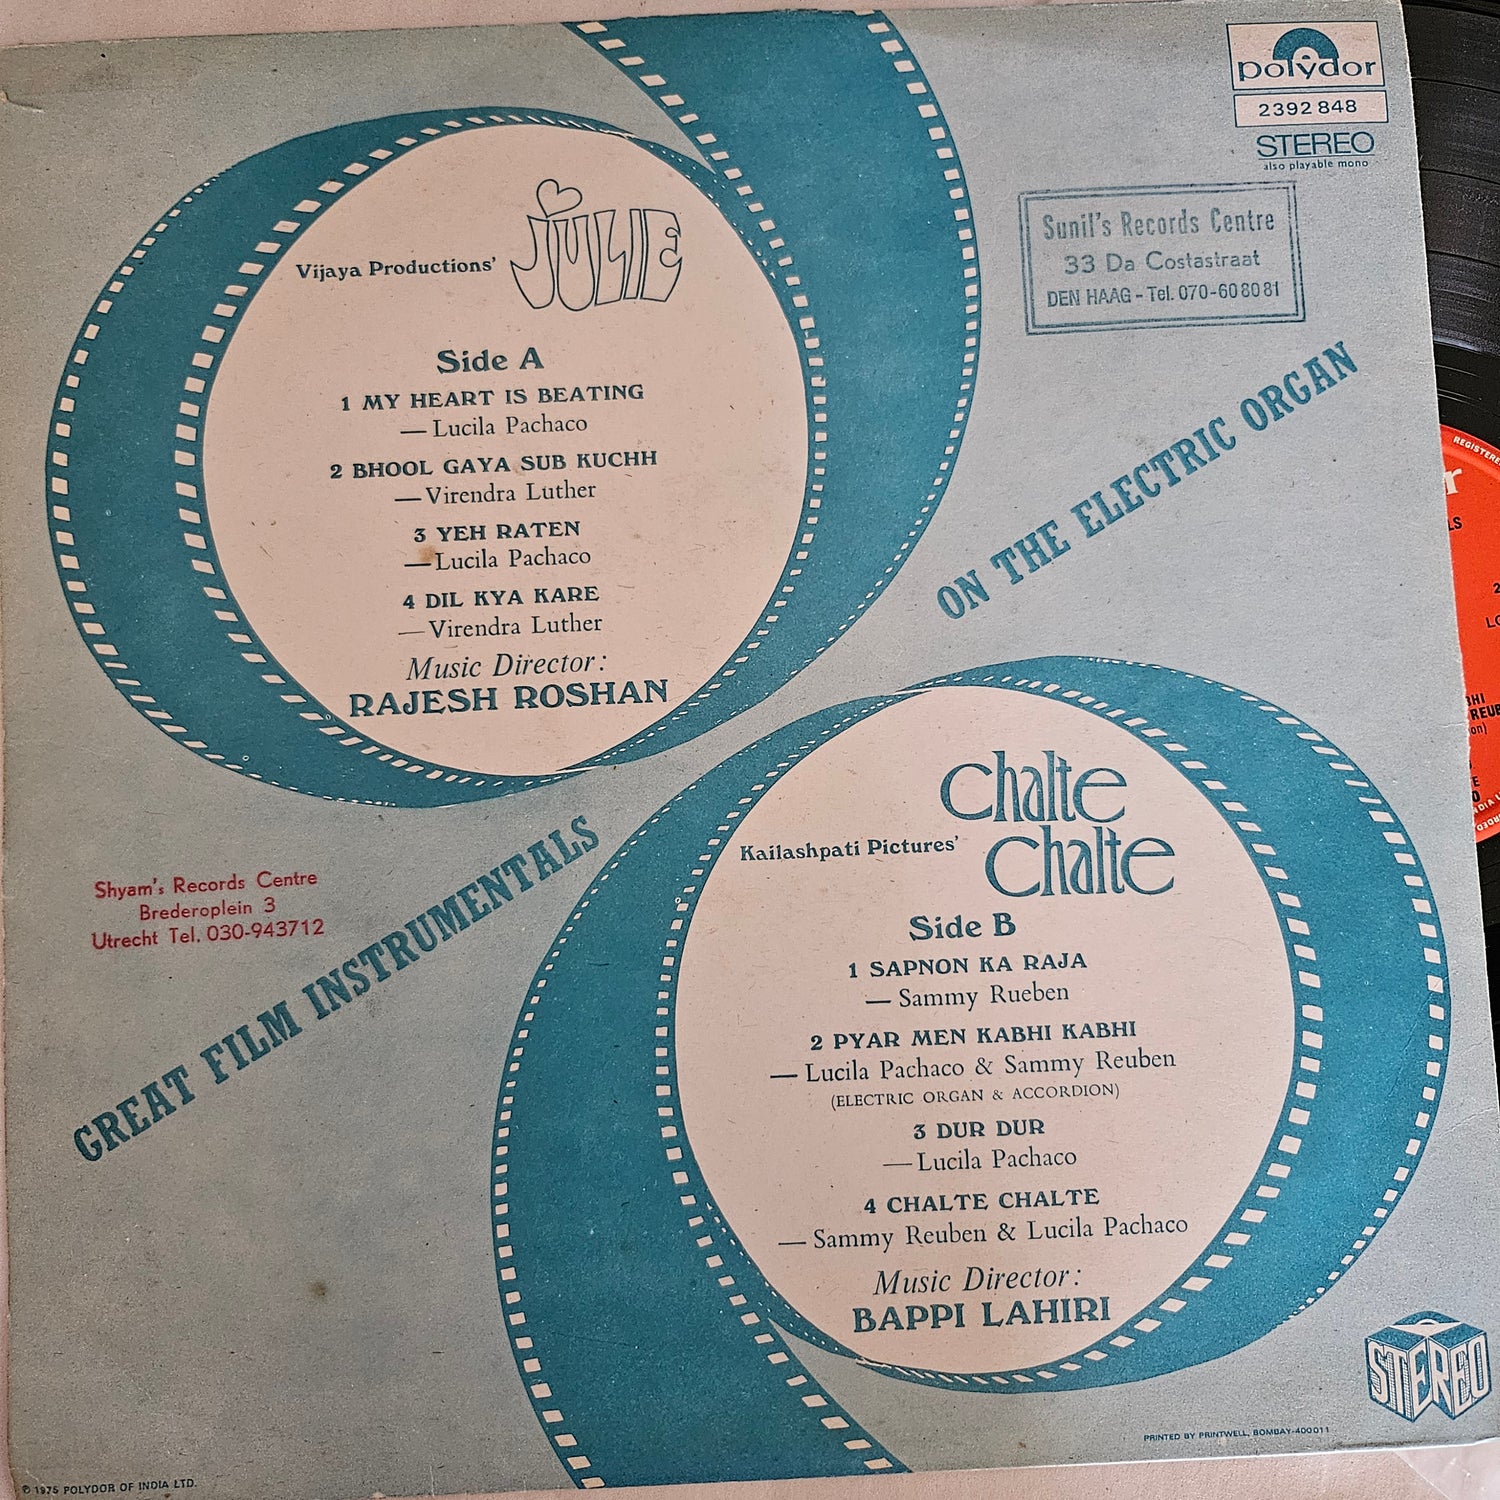 polydor
2392 848
STEREO
also playable mono
Sunil's Records Centre
33 Da Costastraat
DEN HAAG - Tel. 070-608081
Vijaya Productions' JULIE
Side A
1 MY HEART IS BEATING
— Lucila Pachaco
2 BHOOL GAYA SUB KUCHH
— Virendra Luther
3 YEH RATEN
— Lucila Pachaco
4 DIL KYA KARE
— Virendra Luther
Music Director:
RAJESH ROSHAN
GREAT FILM INSTRUMENTALS
ON THE ELECTRIC ORGAN
Shyam's Records Centre
Brederoplein 3
Utrecht Tel. 030-943712
Kailashpati Pictures'
Chalte
Chalte
Side B
1 SAPNON KA RAJA
— Sammy Rueben
2 PYAR MEN KABHI KABHI
— Lucila Pachaco & Sammy Reuben
(ELECTRIC ORGAN & ACCORDION)
3 DUR DUR
— Lucila Pachaco
4 CHALTE CHALTE
— Sammy Reuben & Lucila Pachaco
Music Director:
BAPPI LAHIRI
STEREO
PRINTED BY PRINTWELL, BOMBAY-400011
℗ 1975 POLYDOR OF INDIA LTD.